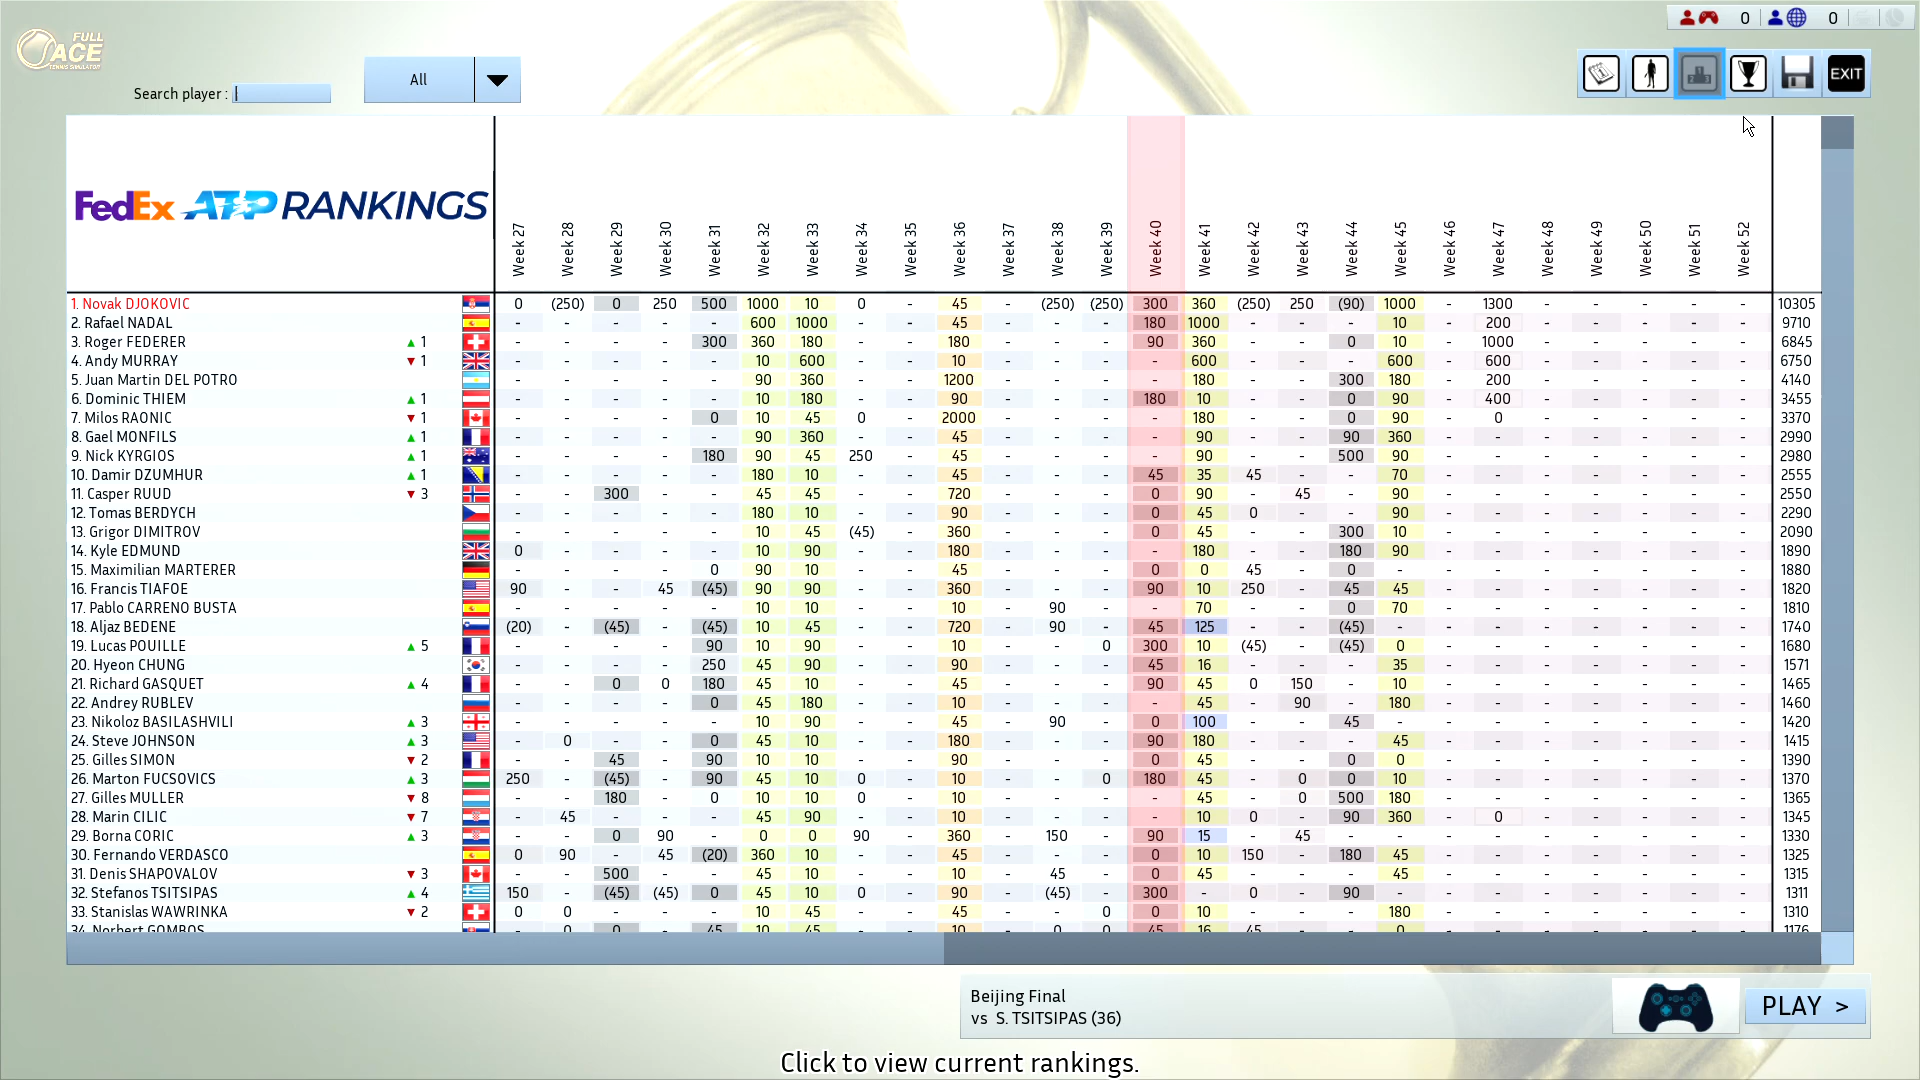 FULL
ACE
TENNIS SIMULATOR
0 0
Search player :
All
EXIT
FedEx ATP RANKINGS
Week 27 Week 28 Week 29 Week 30 Week 31 Week 32 Week 33 Week 34 Week 35 Week 36 Week 37 Week 38 Week 39 Week 40 Week 41 Week 42 Week 43 Week 44 Week 45 Week 46 Week 47 Week 48 Week 49 Week 50 Week 51 Week 52
1. Novak DJOKOVIC 0 (250) 0 250 500 1000 10 0 - 45 - (250) (250) 300 360 (250) 250 (90) 1000 - 1300 - - - - - 10305
2. Rafael NADAL - - - - - 600 1000 - - 45 - - - 180 1000 - - - 10 - 200 - - - - - 9710
3. Roger FEDERER ▲ 1 - - - - 300 360 180 - - 180 - - - 90 360 - - 0 10 - 1000 - - - - - 6845
4. Andy MURRAY ▼ 1 - - - - - 10 600 - - 10 - - - - 600 - - - 600 - 600 - - - - - 6750
5. Juan Martin DEL POTRO - - - - - 90 360 - - 1200 - - - - 180 - - 300 180 - 200 - - - - - 4140
6. Dominic THIEM ▲ 1 - - - - - 10 180 - - 90 - - - 180 10 - - 0 90 - 400 - - - - - 3455
7. Milos RAONIC ▼ 1 - - - - 0 10 45 0 - 2000 - - - - 180 - - 0 90 - 0 - - - - - 3370
8. Gael MONFILS ▲ 1 - - - - - 90 360 - - 45 - - - - 90 - - 90 360 - - - - - - - 2990
9. Nick KYRGIOS ▲ 1 - - - - 180 90 45 250 - 45 - - - - 90 - - 500 90 - - - - - - - 2980
10. Damir DZUMHUR ▲ 1 - - - - - 180 10 - - 45 - - - 45 35 45 - - 70 - - - - - - - 2555
11. Casper RUUD ▼ 3 - - 300 - - 45 45 - - 720 - - - 0 90 - 45 - 90 - - - - - - - 2550
12. Tomas BERDYCH - - - - - 180 10 - - 90 - - - 0 45 0 - - 90 - - - - - - - 2290
13. Grigor DIMITROV - - - - - 10 45 (45) - 360 - - - 0 45 - - 300 10 - - - - - - - 2090
14. Kyle EDMUND 0 - - - - 10 90 - - 180 - - - - 180 - - 180 90 - - - - - - - 1890
15. Maximilian MARTERER - - - - 0 90 10 - - 45 - - - 0 0 45 - 0 - - - - - - - - 1880
16. Francis TIAFOE 90 - - 45 (45) 90 90 - - 360 - - - 90 10 250 - 45 45 - - - - - - - 1820
17. Pablo CARRENO BUSTA - - - - - 10 10 - - 10 - 90 - - 70 - - 0 70 - - - - - - - 1810
18. Aljaz BEDENE (20) - (45) - (45) 10 45 - - 720 - 90 - 45 125 - - (45) - - - - - - - - 1740
19. Lucas POUILLE ▲ 5 - - - - 90 10 90 - - 10 - - 0 300 10 (45) - (45) 0 - - - - - - - 1680
20. Hyeon CHUNG - - - - 250 45 90 - - 90 - - - 45 16 - - - 35 - - - - - - - 1571
21. Richard GASQUET ▲ 4 - - 0 0 180 45 10 - - 45 - - - 90 45 0 150 - 10 - - - - - - - 1465
22. Andrey RUBLEV - - - - 0 45 180 - - 10 - - - - 45 - 90 - 180 - - - - - - - 1460
23. Nikoloz BASILASHVILI ▲ 3 - - - - - 10 90 - - 45 - 90 - 0 100 - - 45 - - - - - - - - 1420
24. Steve JOHNSON ▲ 3 - 0 - - 0 45 10 - - 180 - - - 90 180 - - - 45 - - - - - - - 1415
25. Gilles SIMON ▼ 2 - - 45 - 90 10 10 - - 90 - - - 0 45 - - 0 0 - - - - - - - 1390
26. Marton FUCSOVICS ▲ 3 250 - (45) - 90 45 10 0 - 10 - - 0 180 45 - 0 0 10 - - - - - - - 1370
27. Gilles MULLER ▼ 8 - - 180 - 0 10 10 0 - 10 - - - - 45 - 0 500 180 - - - - - - - 1365
28. Marin CILIC ▼ 7 - 45 - - - 45 90 - - 10 - - - - 10 0 - 90 360 - 0 - - - - - 1345
29. Borna CORIC ▲ 3 - - 0 90 - 0 0 90 - 360 - 150 - 90 15 - 45 - - - - - - - - - 1330
30. Fernando VERDASCO 0 90 - 45 (20) 360 10 - - 45 - - - 0 10 150 - 180 45 - - - - - - - 1325
31. Denis SHAPOVALOV ▼ 3 - - 500 - - 45 10 - - 10 - 45 - 0 45 - - - 45 - - - - - - - 1315
32. Stefanos TSITSIPAS ▲ 4 150 - (45) (45) 0 45 10 0 - 90 - (45) - 300 - 0 - 90 - - - - - - - - 1311
33. Stanislas WAWRINKA ▼ 2 0 0 - - - 10 45 - - 45 - - 0 0 10 - - - 180 - - - - - - - 1310
34. Norbert GOMBOS - 0 0 - 45 10 45 - - 10 - 0 0 45 16 45 - - 0 - - - - - - - 1176
Beijing Final
vs S. TSITSIPAS (36)
PLAY >
Click to view current rankings.